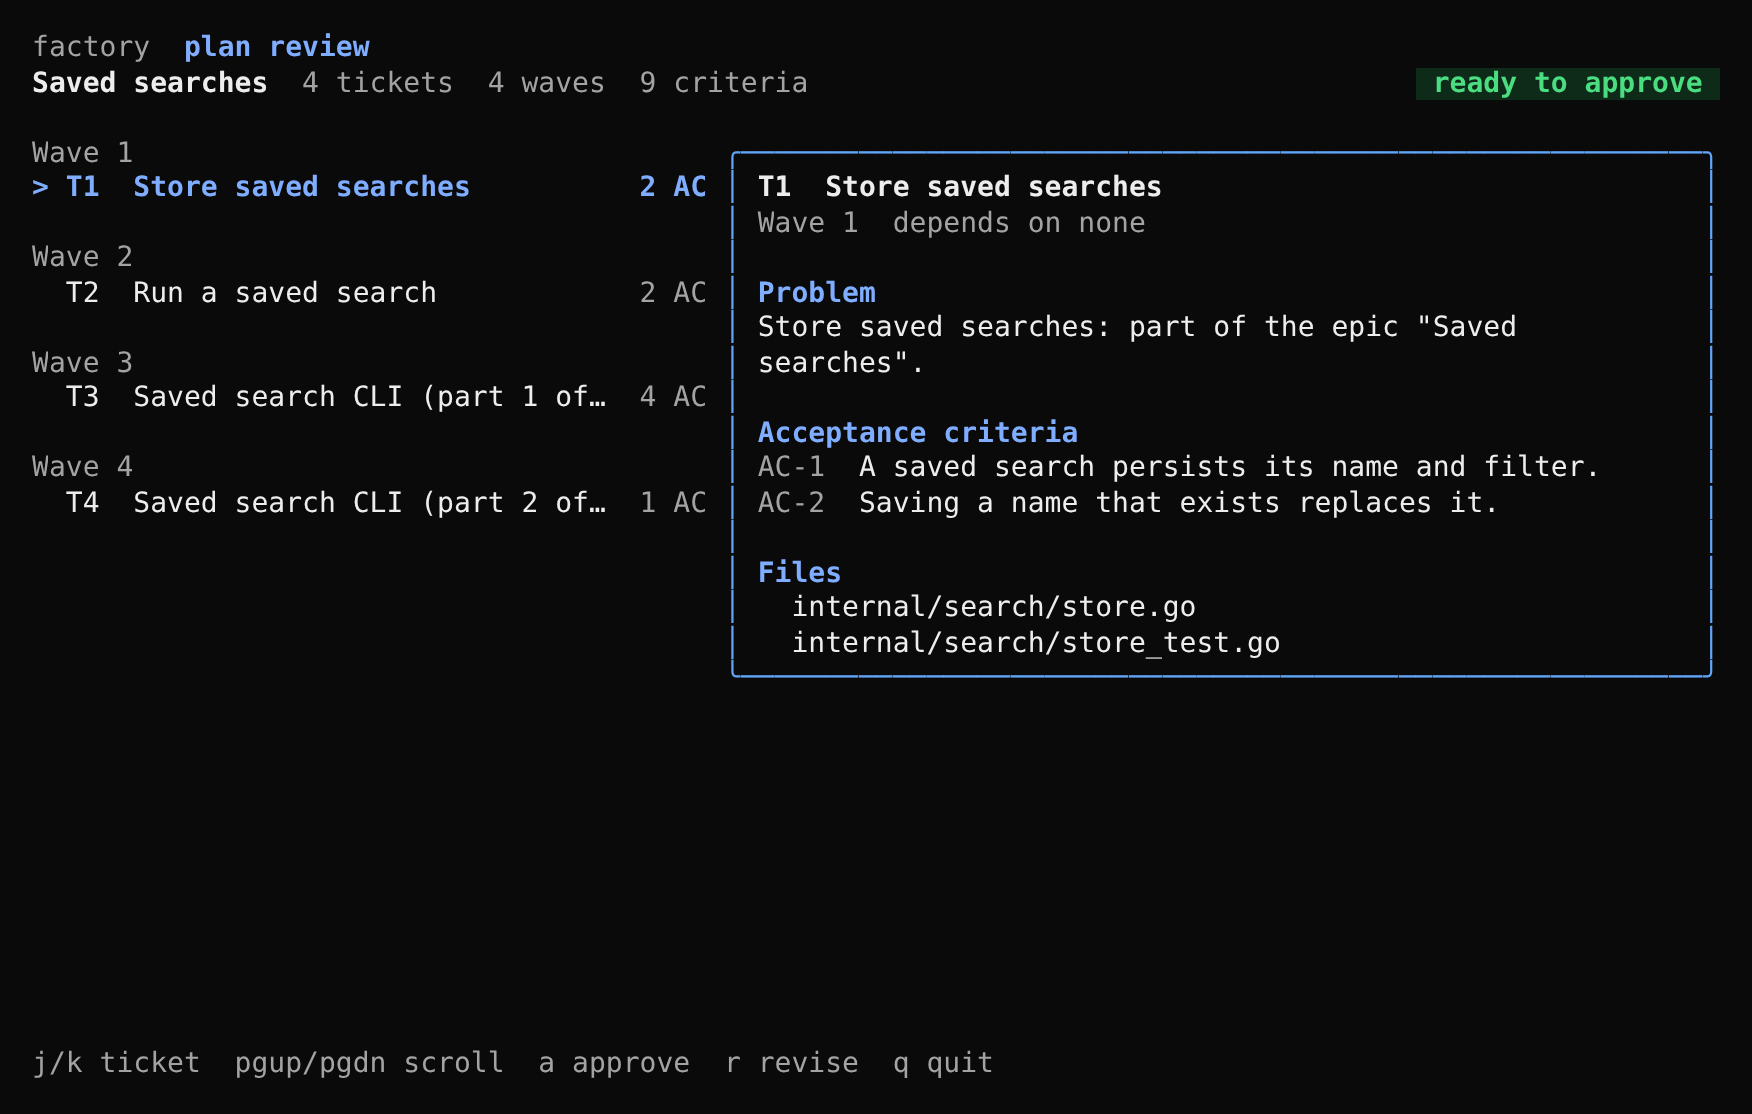 factory  plan review
Saved searches  4 tickets  4 waves  9 criteria
ready to approve
Wave 1
> T1  Store saved searches  2 AC
Wave 2
T2  Run a saved search  2 AC
Wave 3
T3  Saved search CLI (part 1 of…  4 AC
Wave 4
T4  Saved search CLI (part 2 of…  1 AC
T1  Store saved searches
Wave 1  depends on none
Problem
Store saved searches: part of the epic "Saved
searches".
Acceptance criteria
AC-1  A saved search persists its name and filter.
AC-2  Saving a name that exists replaces it.
Files
internal/search/store.go
internal/search/store_test.go
j/k ticket  pgup/pgdn scroll  a approve  r revise  q quit